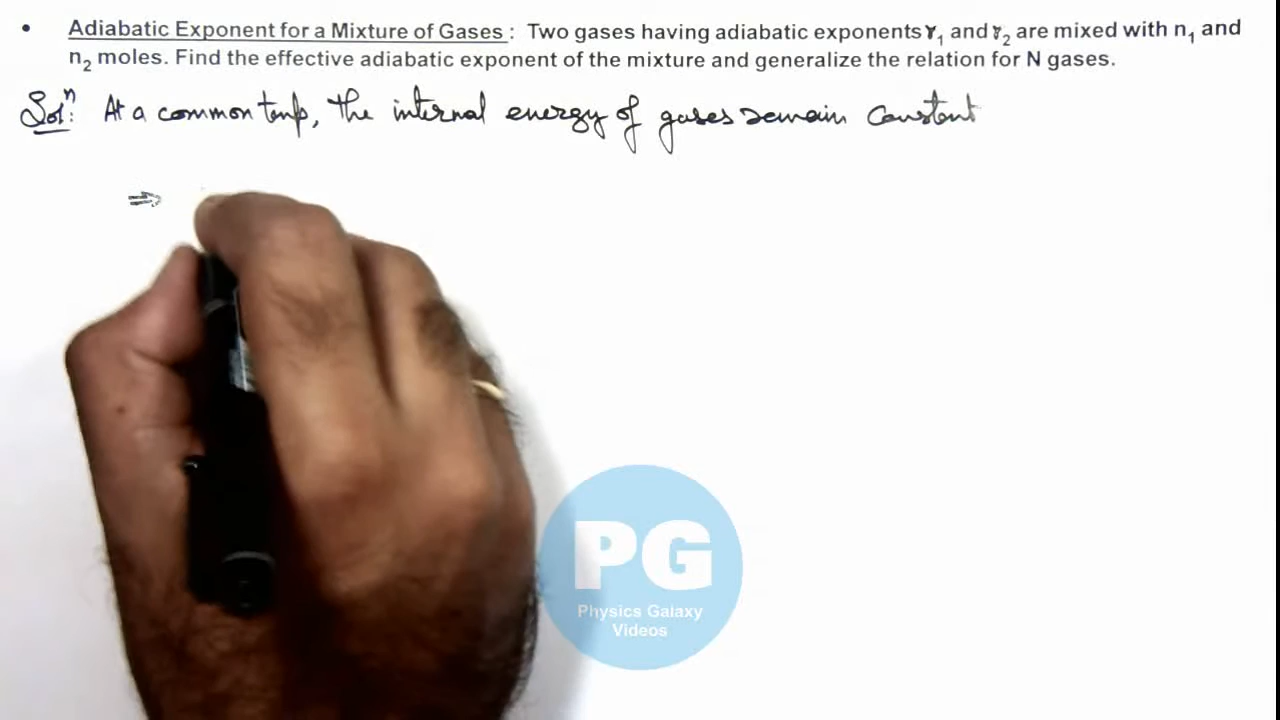 • Adiabatic Exponent for a Mixture of Gases : Two gases having adiabatic exponents γ₁ and γ₂ are mixed with n₁ and
n₂ moles. Find the effective adiabatic exponent of the mixture and generalize the relation for N gases.
Solⁿ: At a common temp, the internal energy of gases remain constant
⇒
PG
Physics Galaxy
Videos